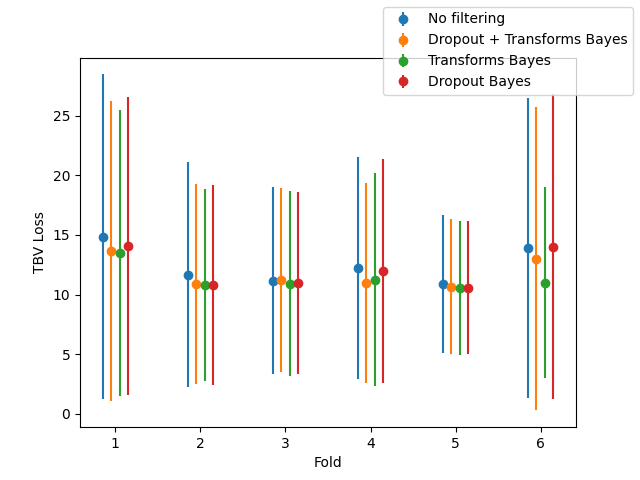 No filtering
Dropout + Transforms Bayes
Transforms Bayes
Dropout Bayes
TBV Loss
25
20
15
10
5
0
1 2 3 4 5 6
Fold